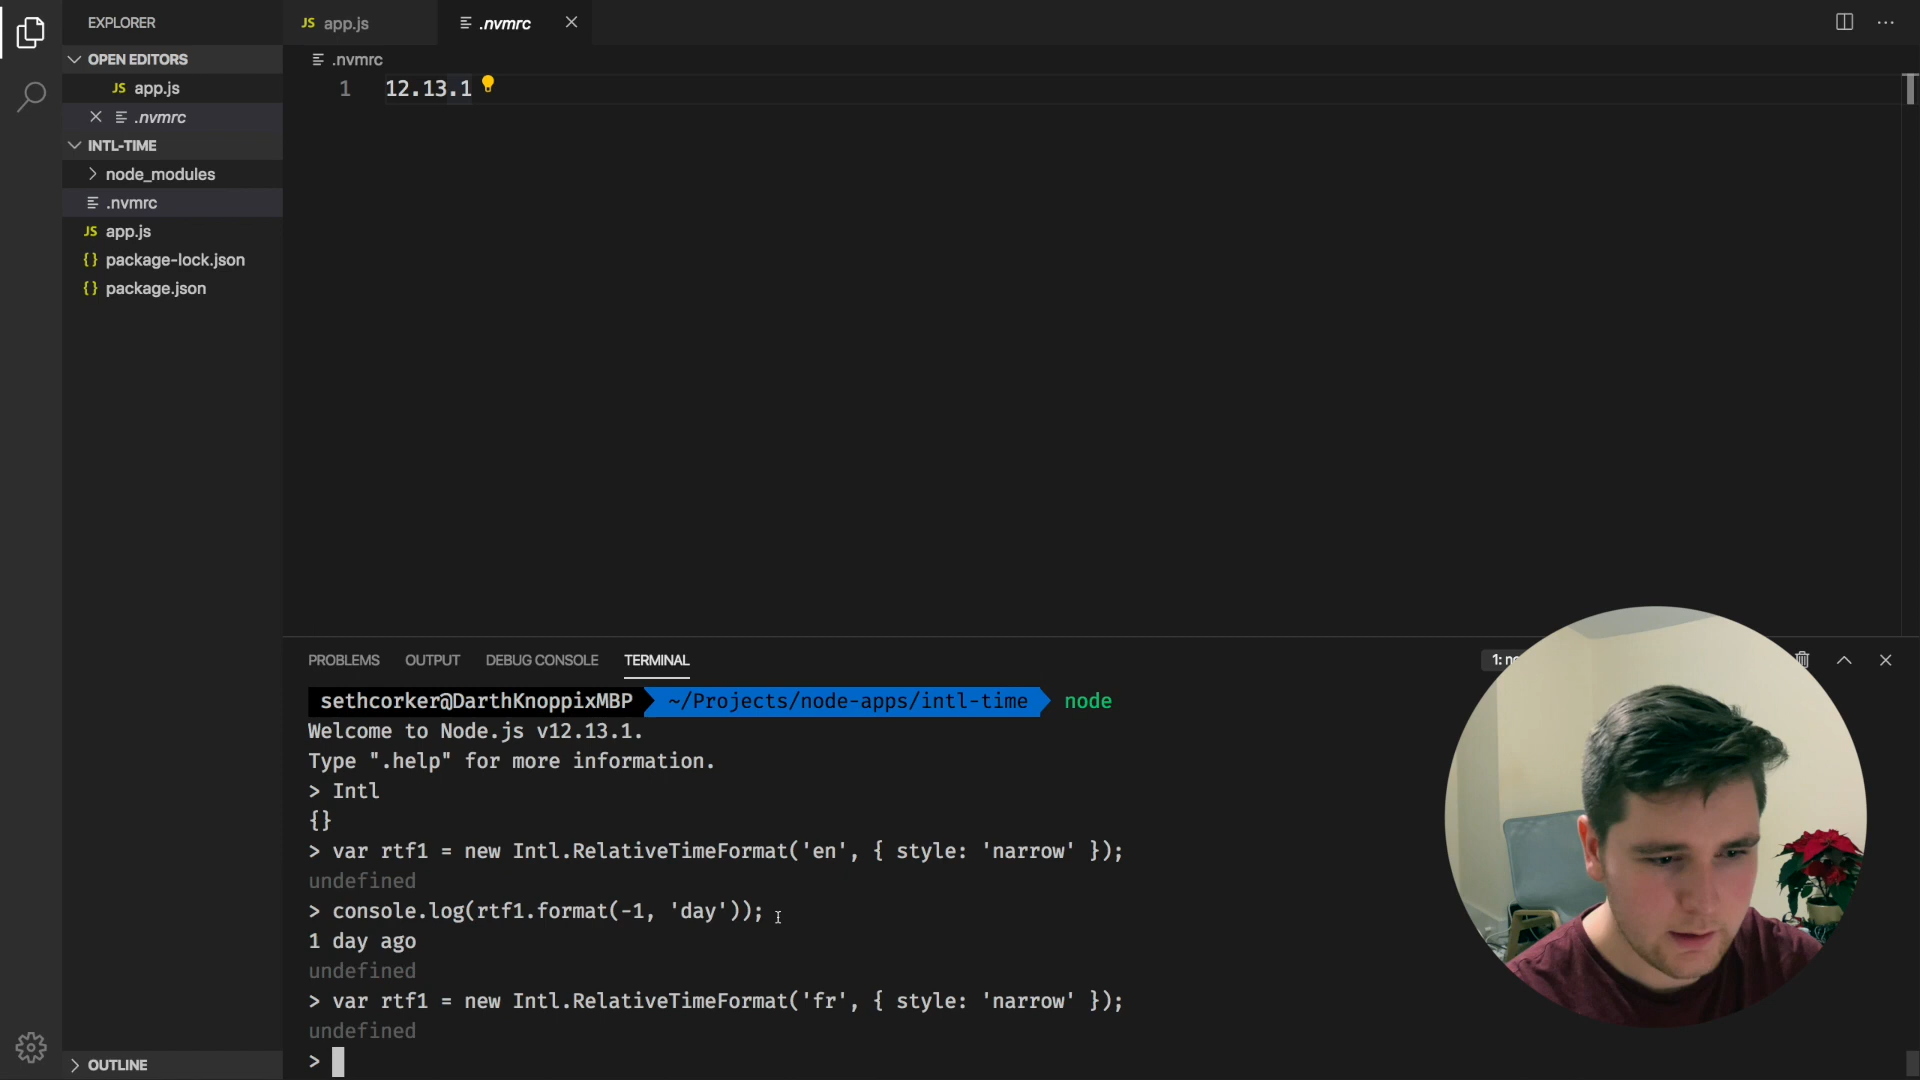 EXPLORER
OPEN EDITORS
JS app.js
.nvmrc
INTL-TIME
node_modules
.nvmrc
JS app.js
{} package-lock.json
{} package.json
OUTLINE
JS app.js
.nvmrc
.nvmrc
1 12.13.1
PROBLEMS OUTPUT DEBUG CONSOLE TERMINAL
1:
sethcorker@DarthKnoppixMBP ~/Projects/node-apps/intl-time node
Welcome to Node.js v12.13.1.
Type ".help" for more information.
> Intl
{}
> var rtf1 = new Intl.RelativeTimeFormat('en', { style: 'narrow' });
undefined
> console.log(rtf1.format(-1, 'day'));
1 day ago
undefined
> var rtf1 = new Intl.RelativeTimeFormat('fr', { style: 'narrow' });
undefined
>